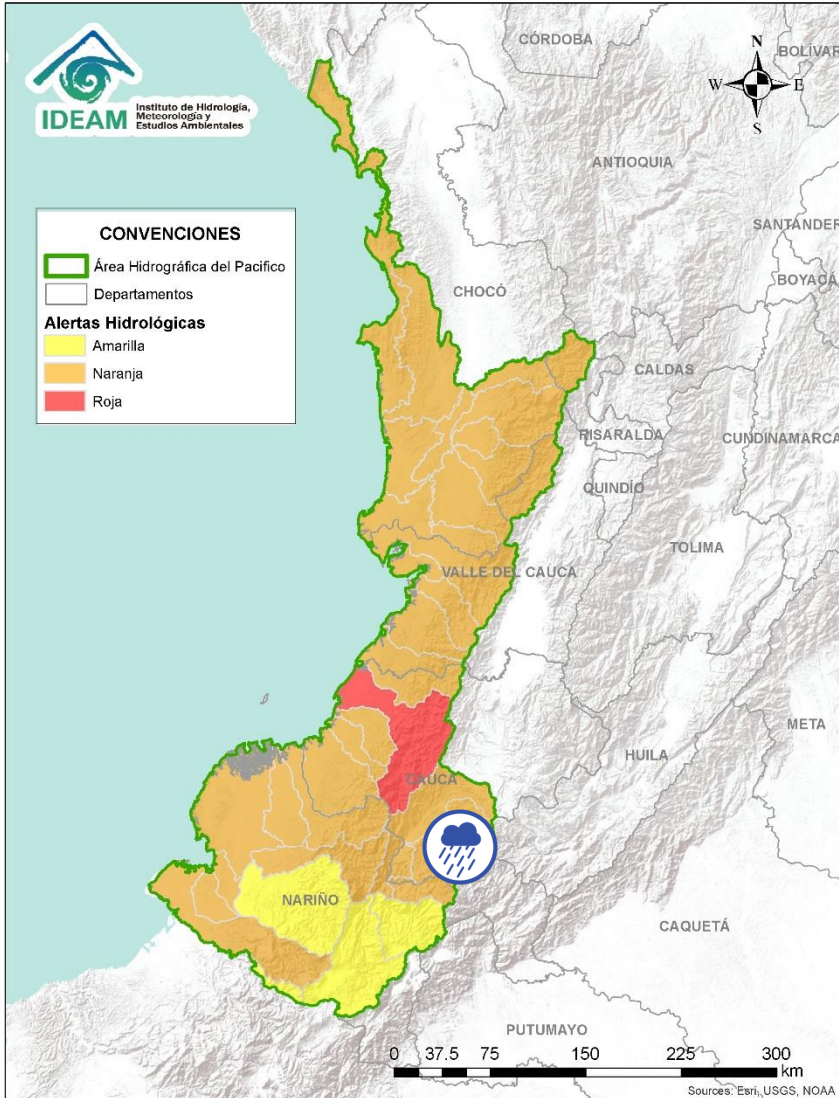 CÓRDOBA
BOLÍVAR
N
W
E
S
IDEAM
Instituto de Hidrología,
Meteorología y
Estudios Ambientales
ANTIOQUIA
SANTANDER
BOYACÁ
CONVENCIONES
Área Hidrográfica del Pacifico
Departamentos
Alertas Hidrológicas
Amarilla
Naranja
Roja
CHOCÓ
CALDAS
RISARALDA
CUNDINAMARCA
QUINDÍO
TOLIMA
VALLE DEL CAUCA
META
HUILA
CAUCA
NARIÑO
CAQUETÁ
PUTUMAYO
0 37.5 75 150 225 300
km
Sources: Esri, USGS, NOAA